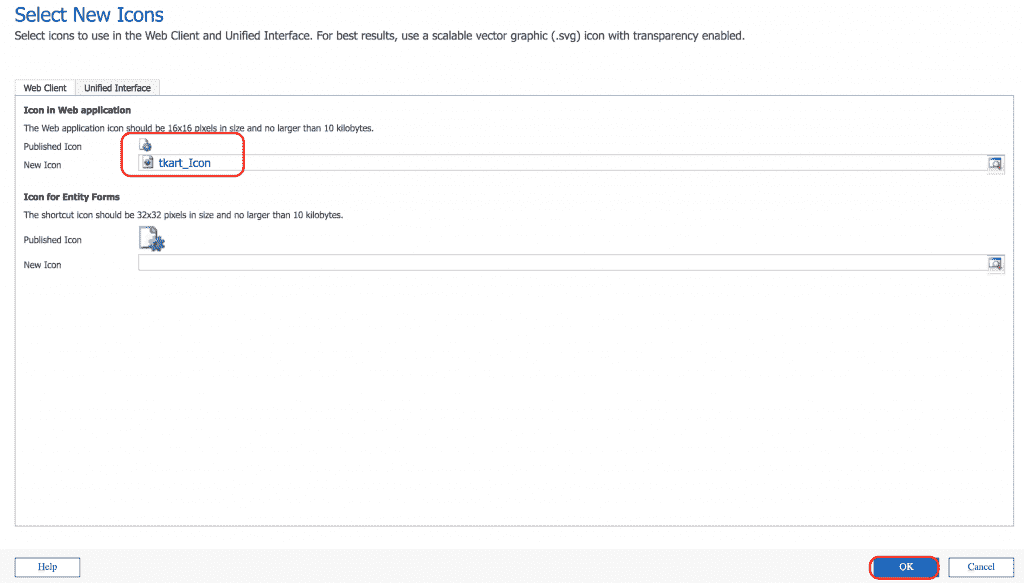 Select New Icons
Select icons to use in the Web Client and Unified Interface. For best results, use a scalable vector graphic (.svg) icon with transparency enabled.
Web Client Unified Interface
Icon in Web application
The Web application icon should be 16x16 pixels in size and no larger than 10 kilobytes.
Published Icon
New Icon tkart_Icon
Icon for Entity Forms
The shortcut icon should be 32x32 pixels in size and no larger than 10 kilobytes.
Published Icon
New Icon
Help OK Cancel